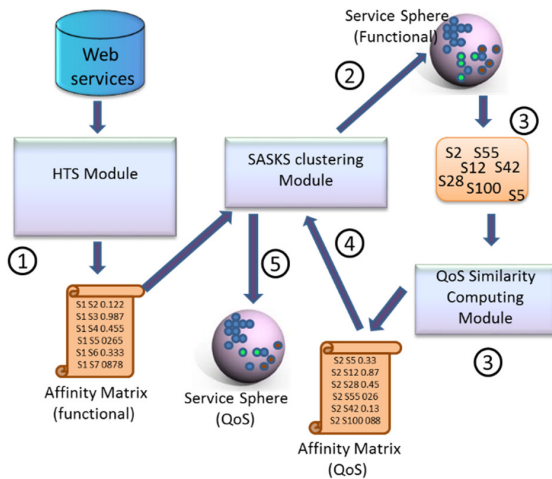 Service Sphere
(Functional)
Web
services
②
③
HTS Module
SASKS clustering
Module
S2 S55
S12 S42
S28 S100
S5
①
⑤
④
QoS Similarity
Computing
Module
③
S1 S2 0.122
S1 S3 0.987
S1 S4 0.455
S1 S5 0265
S1 S6 0.333
S1 S7 0878
Affinity Matrix
(functional)
Service Sphere
(QoS)
S2 S5 0.33
S2 S12 0.87
S2 S28 0.45
S2 S55 026
S2 S42 0.13
S2 S100 088
Affinity Matrix
(QoS)